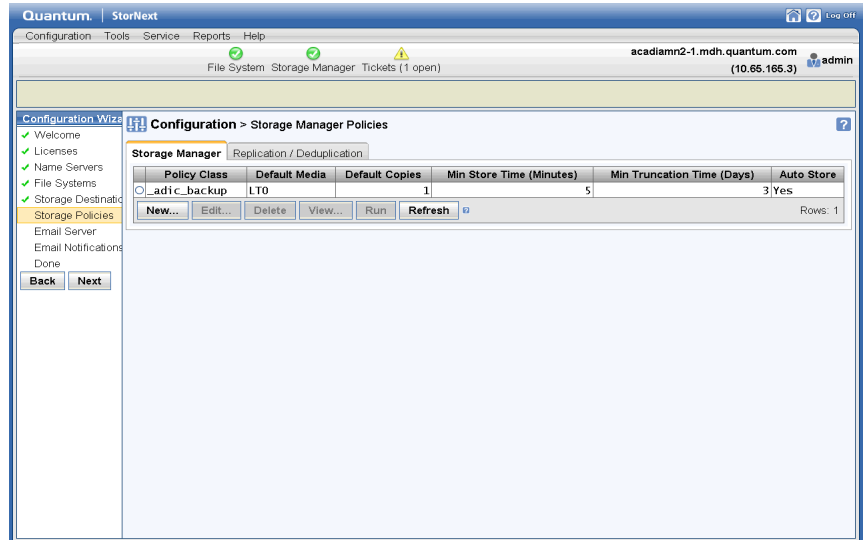 Quantum. StorNext Log Off
Configuration Tools Service Reports Help
File System Storage Manager Tickets (1 open)
acadiamn2-1.mdh.quantum.com
(10.65.165.3)
admin
Configuration Wiza
Welcome
Licenses
Name Servers
File Systems
Storage Destinatio
Storage Policies
Email Server
Email Notifications
Done
Back Next
Configuration > Storage Manager Policies ?
Storage Manager Replication / Deduplication
Policy Class Default Media Default Copies Min Store Time (Minutes) Min Truncation Time (Days) Auto Store
_adic_backup LTO 1 5 3 Yes
New... Edit... Delete View... Run Refresh Rows: 1